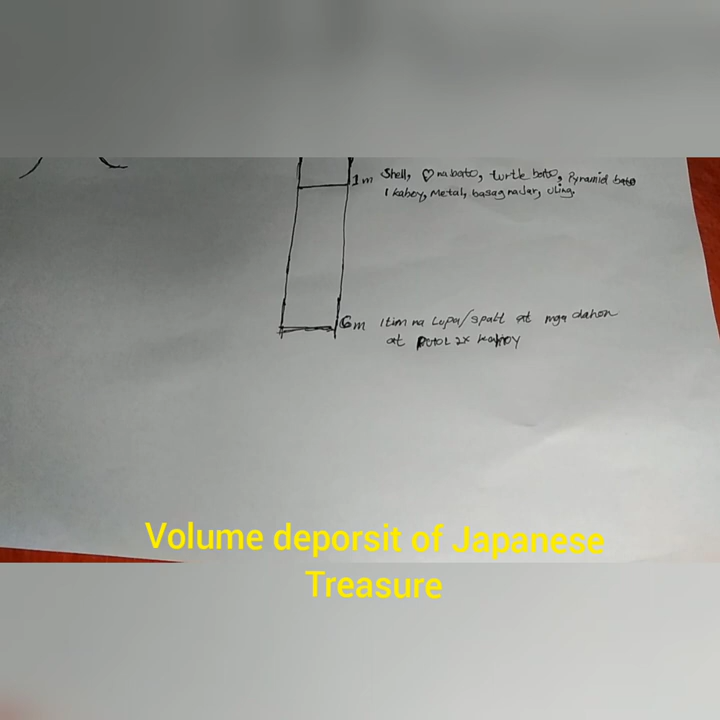 1m Shell, ♡ na bato, turtle bato, Pyramid bato
1 kahoy, Metal, basag na Jar, Uling,
6m Itim na Lupa/spalt at mga dahon
at putol 2x kahoy
Volume deporsit of Japanese
Treasure